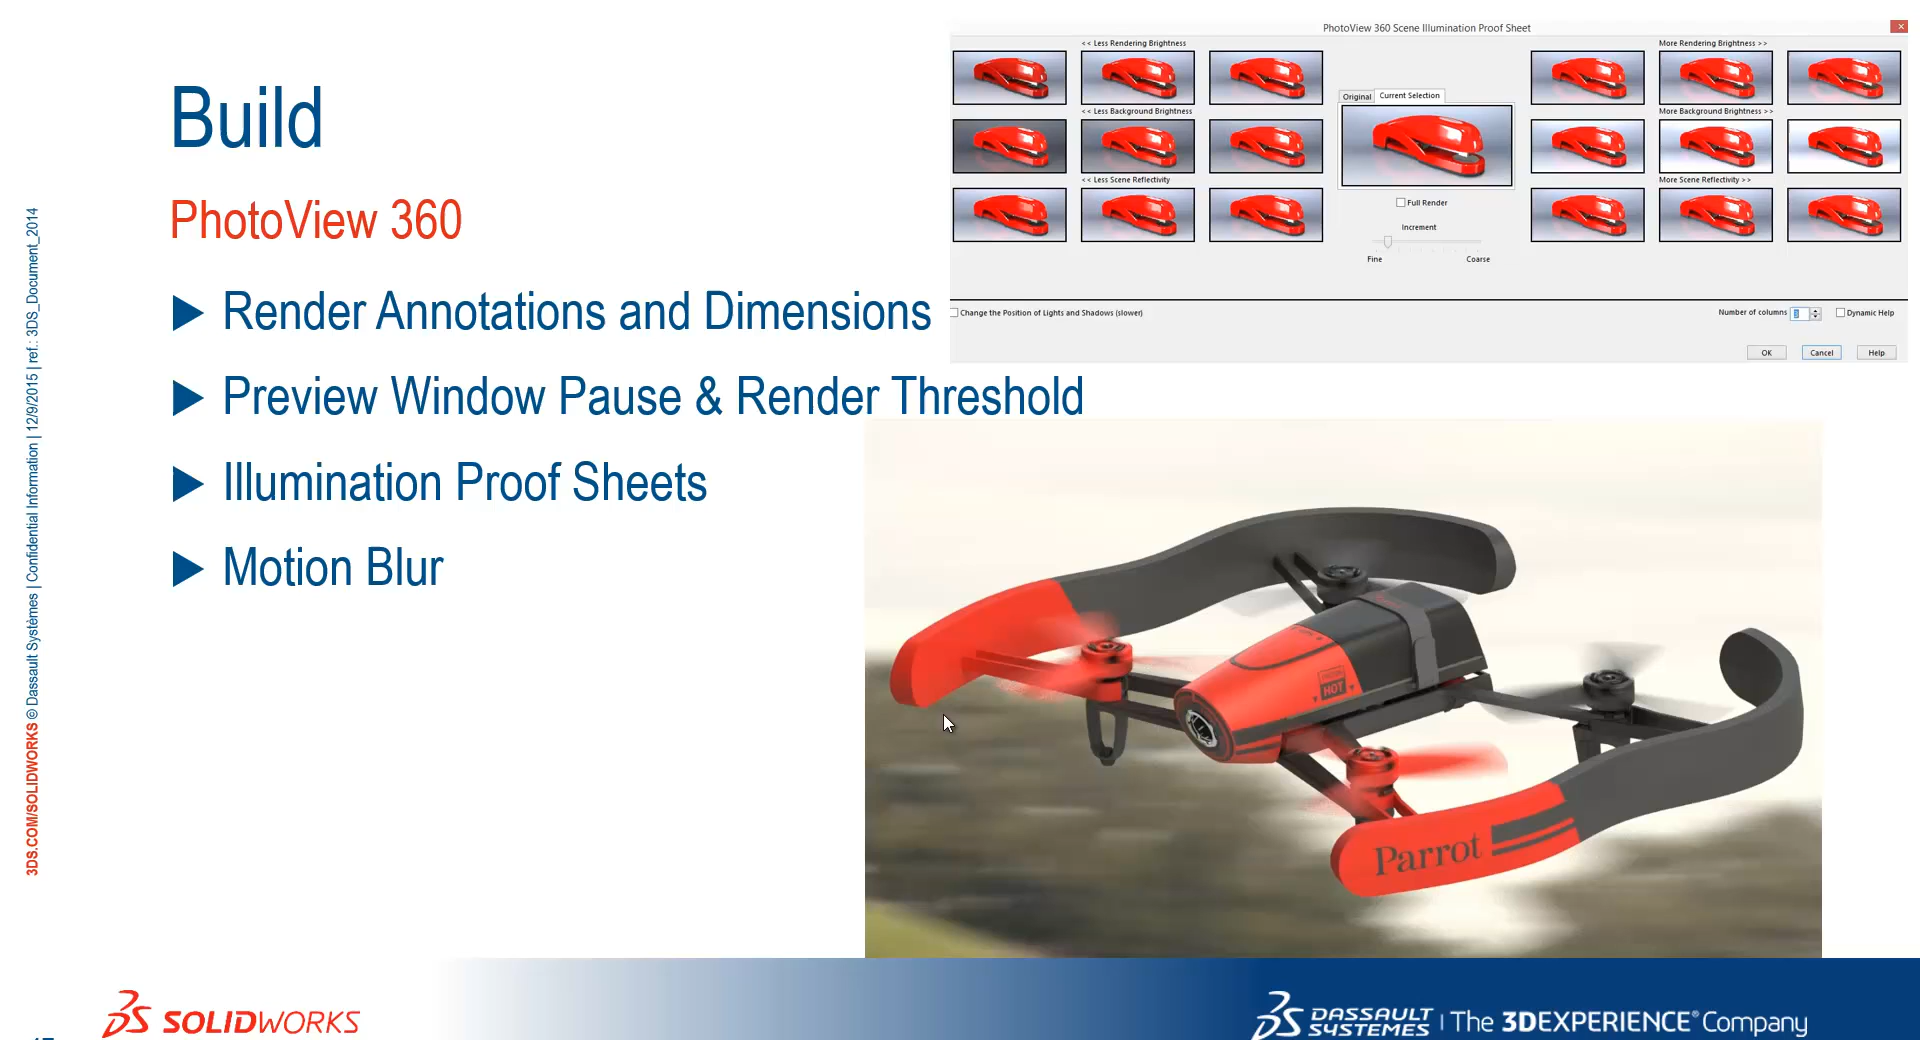 Build
PhotoView 360
Render Annotations and Dimensions
Preview Window Pause & Render Threshold
Illumination Proof Sheets
Motion Blur
PhotoView 360 Scene Illumination Proof Sheet
<< Less Rendering Brightness
More Rendering Brightness >>
Original
Current Selection
<< Less Background Brightness
More Background Brightness >>
<< Less Scene Reflectivity
More Scene Reflectivity >>
Full Render
Increment
Fine
Coarse
Change the Position of Lights and Shadows (slower)
Number of columns
Dynamic Help
OK
Cancel
Help
HOT
Parrot
3DS.COM/SOLIDWORKS © Dassault Systèmes | Confidential Information | 12/9/2015 | ref.: 3DS_Document_2014
SOLIDWORKS
DASSAULT SYSTEMES | The 3DEXPERIENCE® Company